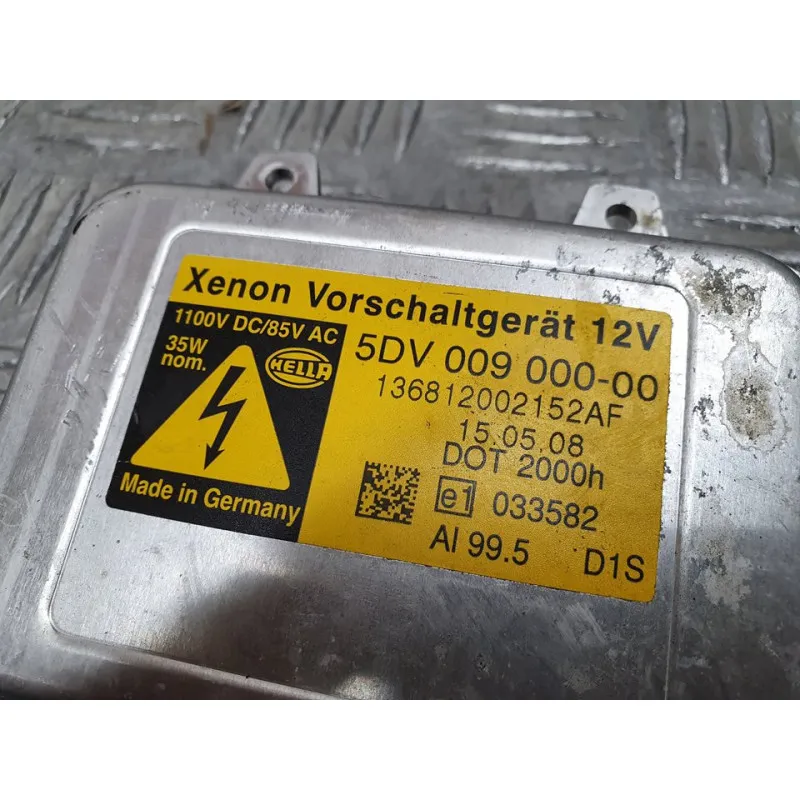 Xenon Vorschaltgerät 12V
1100V DC/85V AC
35W
nom.
HELLA
Made in Germany
5DV 009 000-00
136812002152AF
15.05.08
DOT 2000h
e1 033582
Al 99.5 D1S